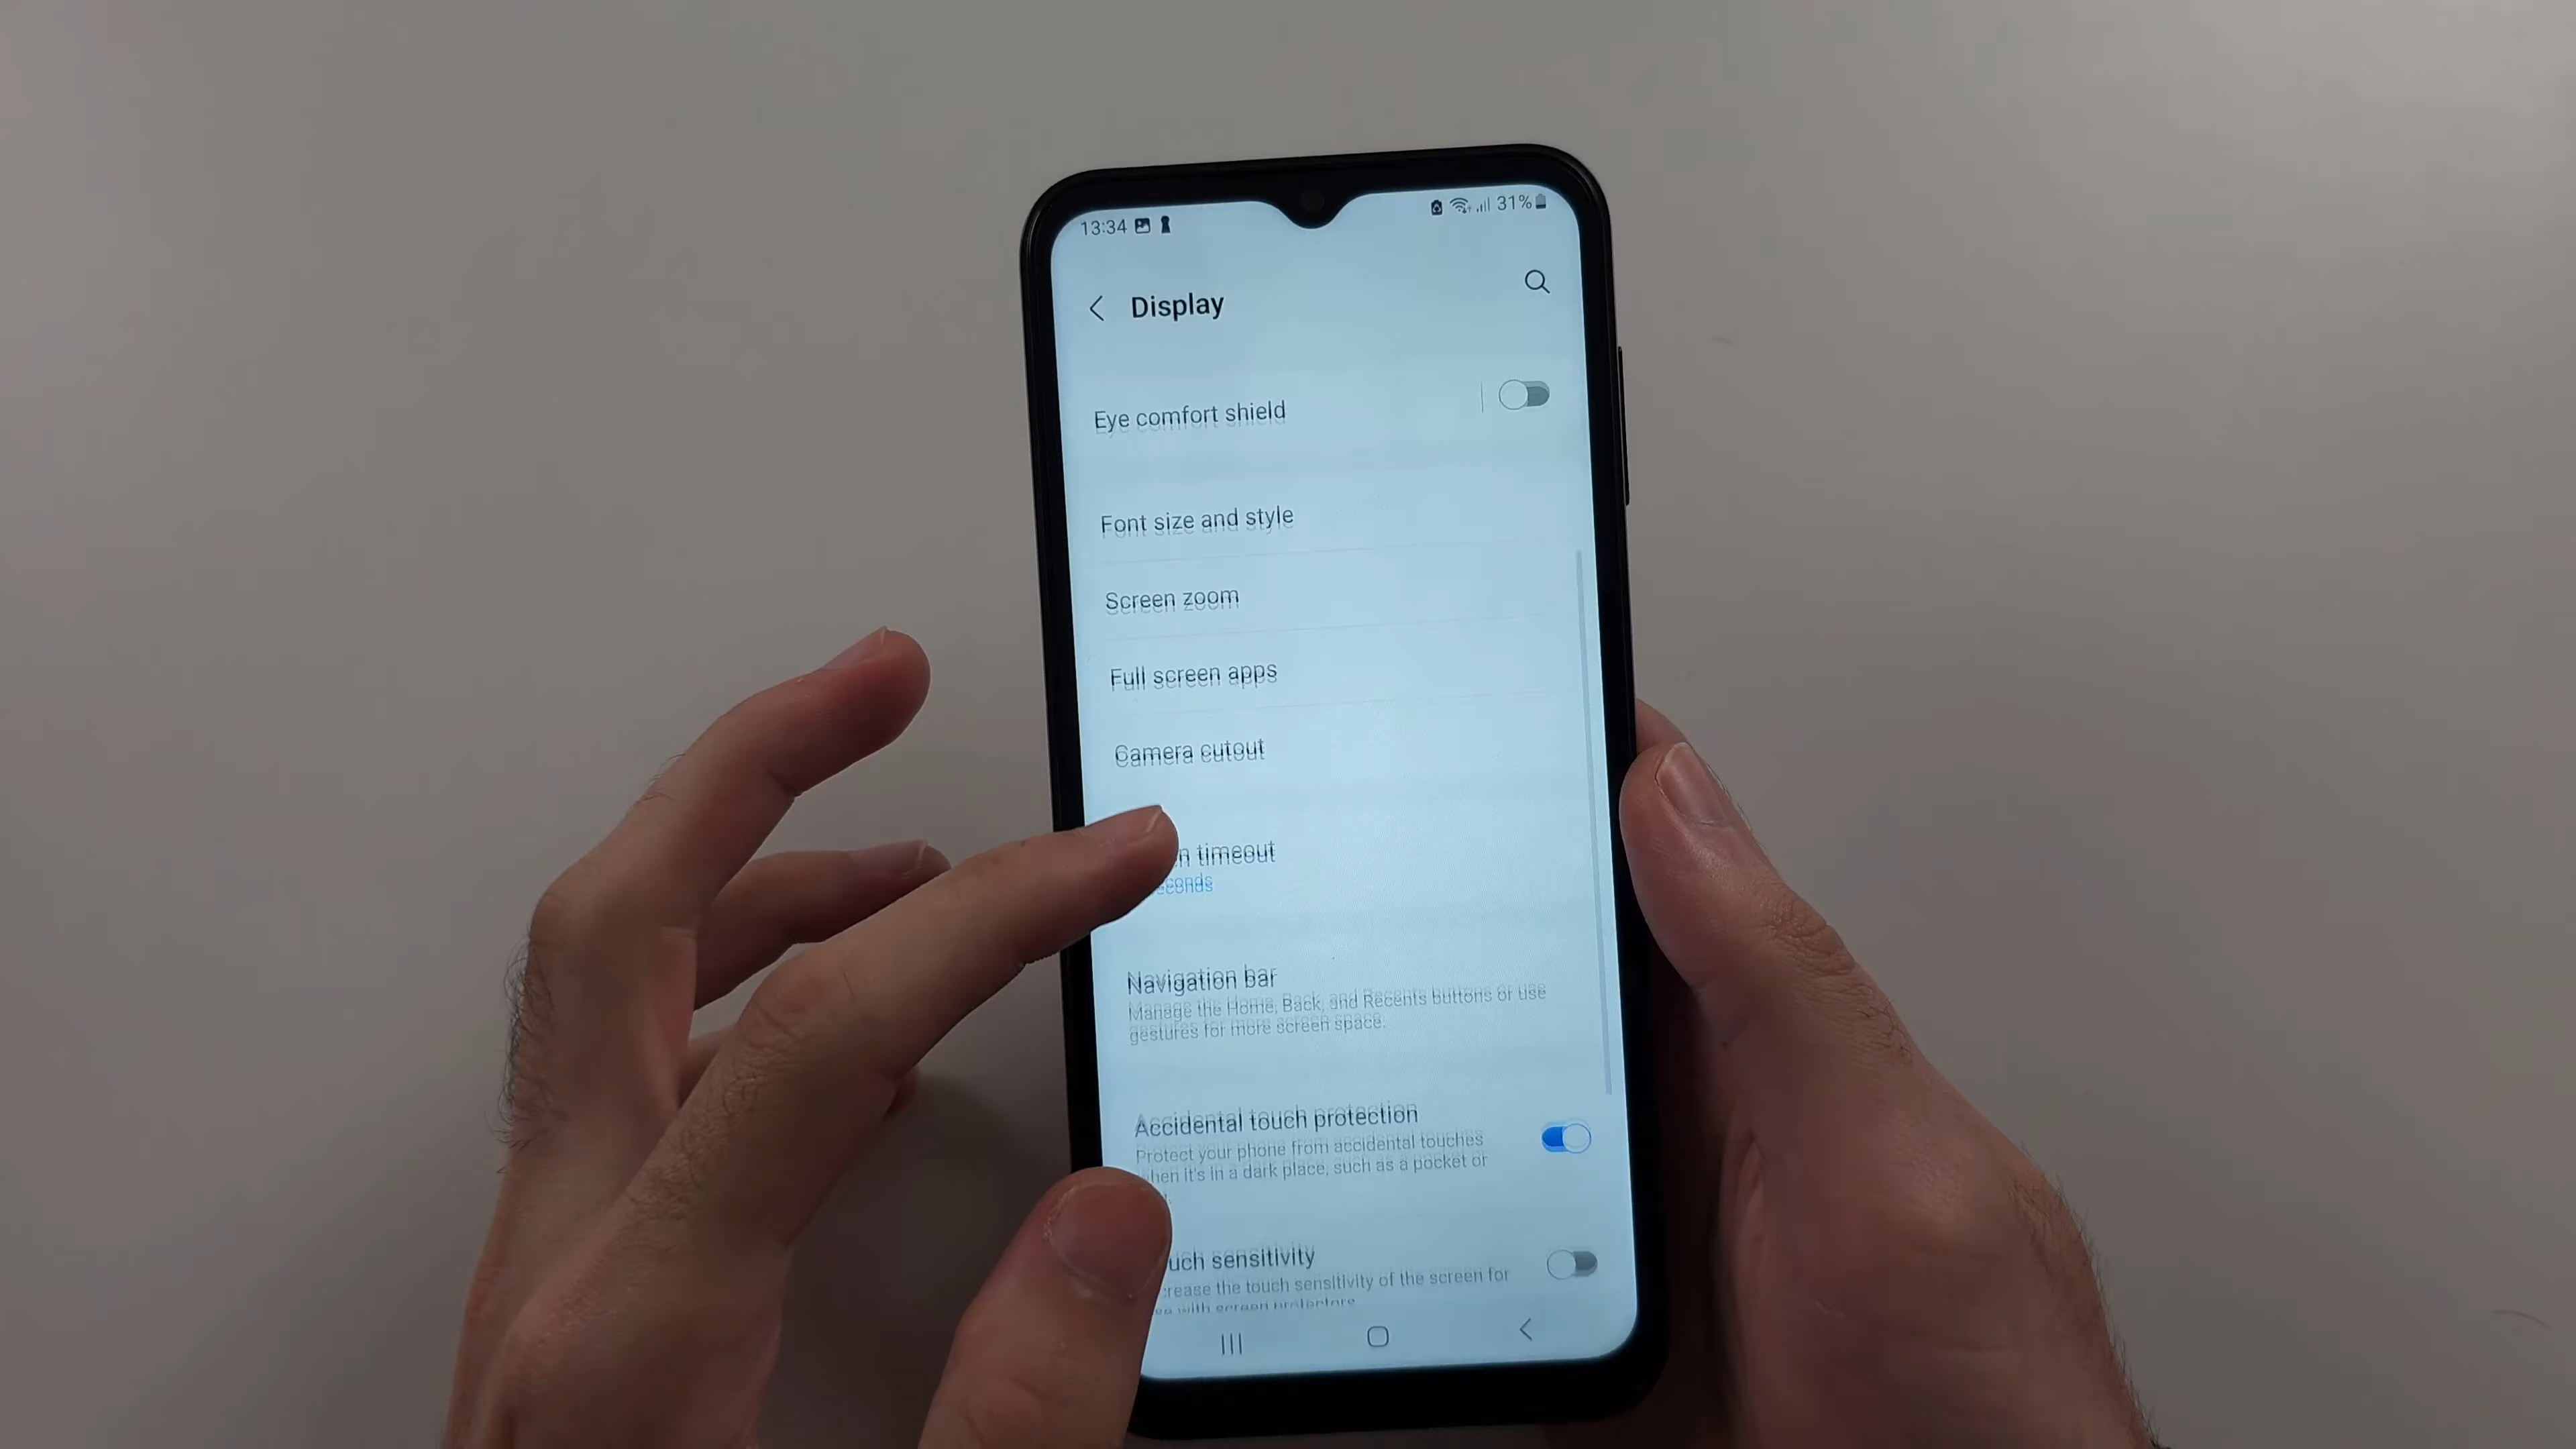 13:34
31%
Display
Eye comfort shield
Font size and style
Screen zoom
Full screen apps
Camera cutout
timeout
Navigation bar
Manage the Home, Back, and Recents buttons or use
gestures for more screen space.
Accidental touch protection
Protect your phone from accidental touches
it's in a dark place, such as a pocket or
sensitivity
the touch sensitivity of the screen for
with screen protectors.